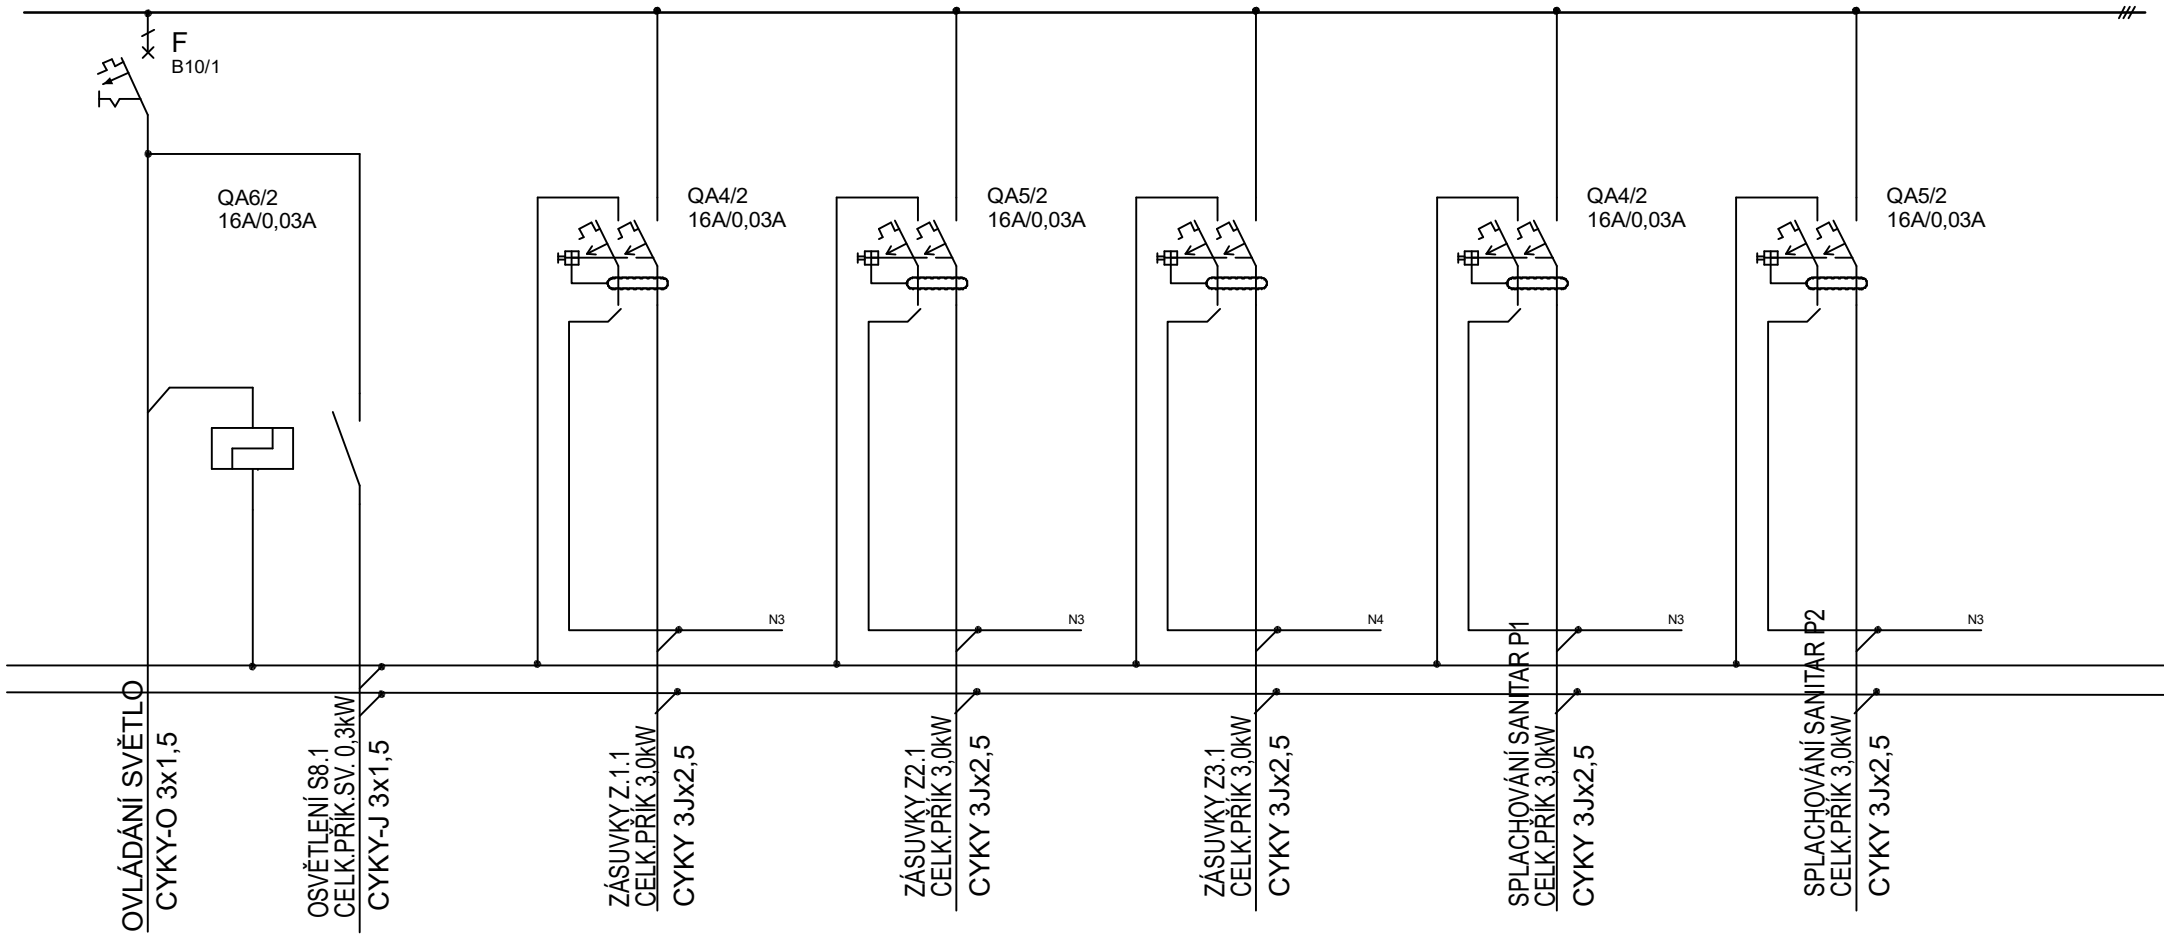 F
B10/1
QA6/2
16A/0,03A
QA4/2
16A/0,03A
QA5/2
16A/0,03A
QA4/2
16A/0,03A
QA5/2
16A/0,03A
N3
N3
N4
N3
N3
OVLÁDÁNÍ SVĚTLO
CYKY-O 3x1,5
OSVĚTLENÍ S8.1
CELK.PŘÍK.SV. 0,3kW
CYKY-J 3x1,5
ZÁSUVKY Z.1.1
CELK.PŘÍK 3,0kW
CYKY 3Jx2,5
ZÁSUVKY Z2.1
CELK.PŘÍK 3,0kW
CYKY 3Jx2,5
ZÁSUVKY Z3.1
CELK.PŘÍK 3,0kW
CYKY 3Jx2,5
SPLACHOVÁNÍ SANITAR P1
CELK.PŘÍK 3,0kW
CYKY 3Jx2,5
SPLACHOVÁNÍ SANITAR P2
CELK.PŘÍK 3,0kW
CYKY 3Jx2,5